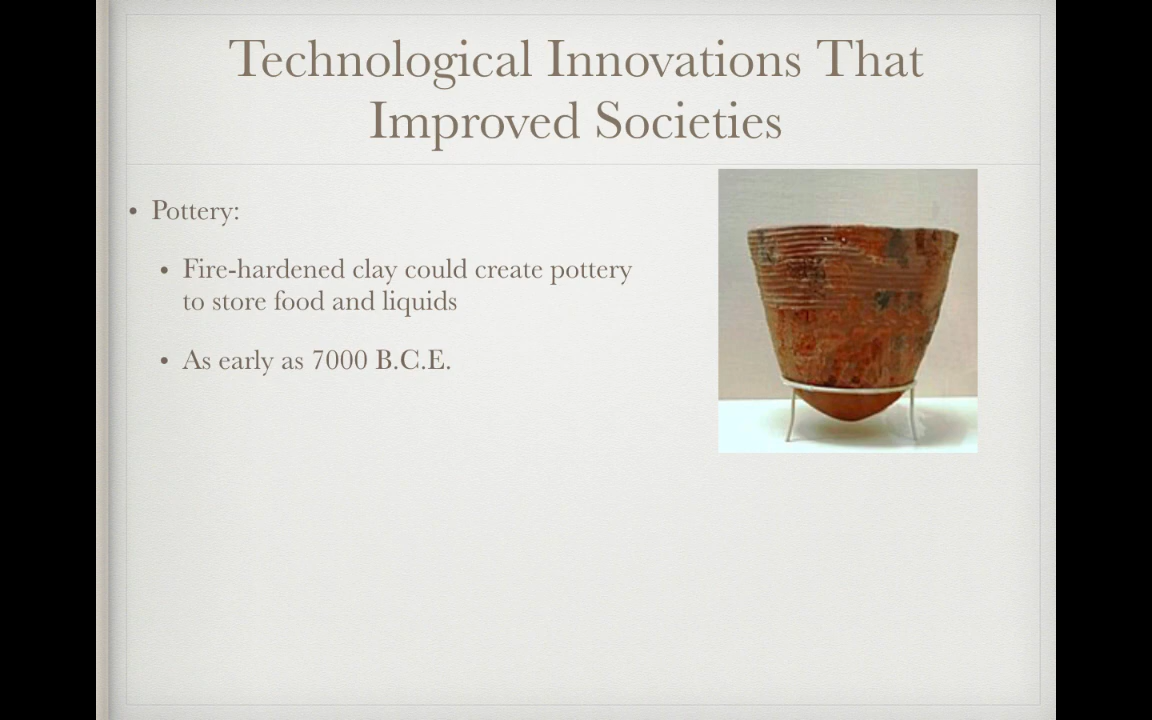 Technological Innovations That
Improved Societies
• Pottery:
• Fire-hardened clay could create pottery
to store food and liquids
• As early as 7000 B.C.E.